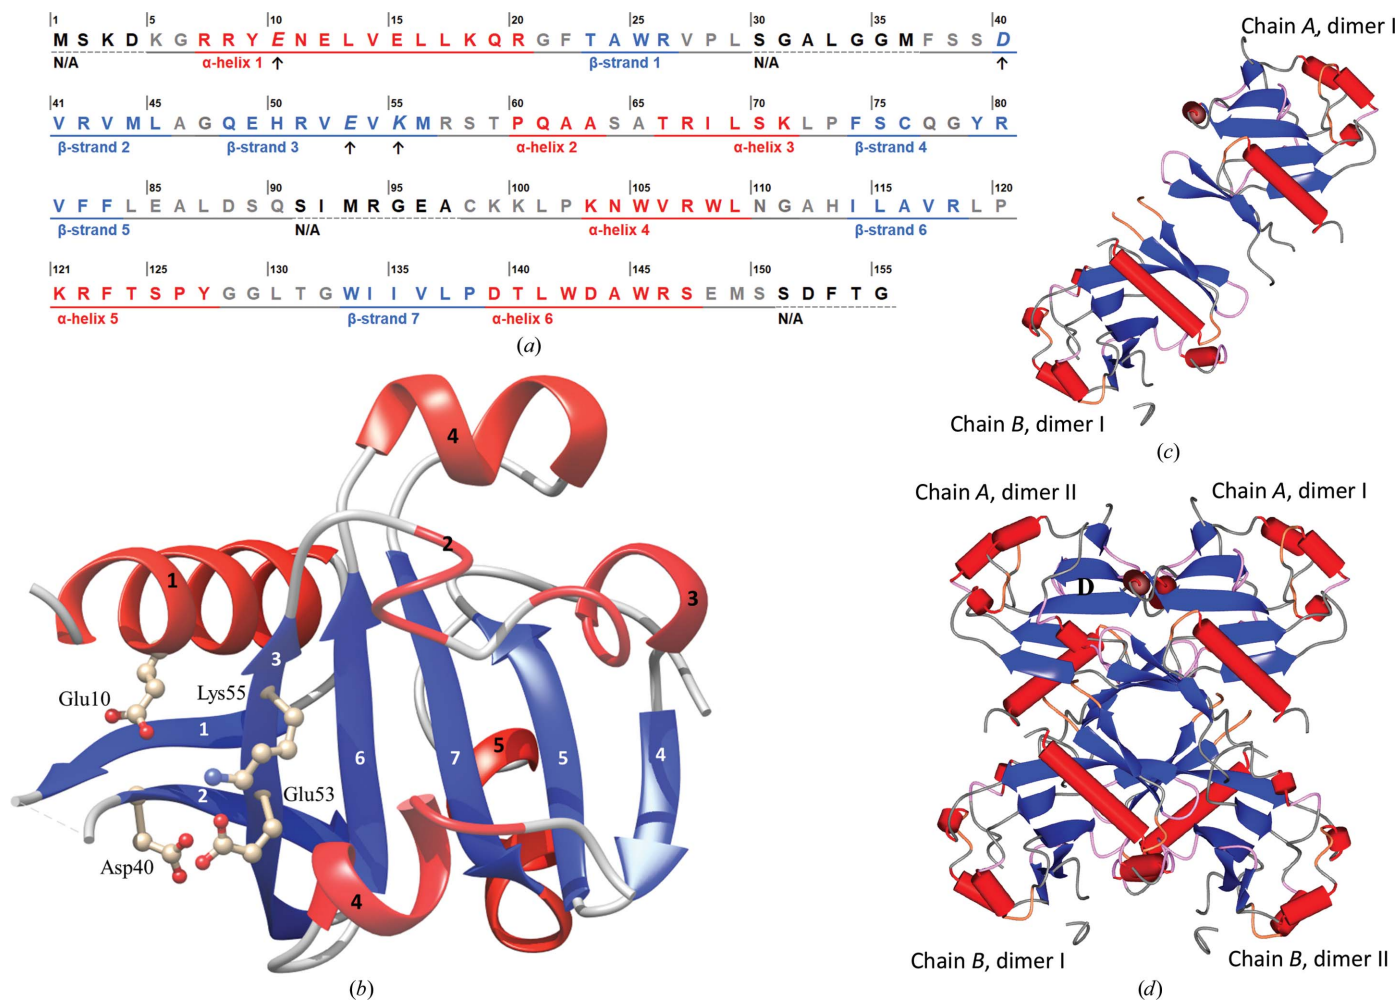 1 5 10 15 20 25 30 35 40
M S K D K G R R Y E N E L V E L L K Q R G F T A W R V P L S G A L G G M F S S D
N/A α-helix 1 ↑ β-strand 1 N/A ↑
41 45 50 55 60 65 70 75 80
V R V M L A G Q E H R V E V K M R S T P Q A A S A T R I L S K L P F S C Q G Y R
β-strand 2 β-strand 3 ↑ ↑ α-helix 2 α-helix 3 β-strand 4
85 90 95 100 105 110 115 120
V F F L E A L D S Q S I M R G E A C K K L P K N W V R W L N G A H I L A V R L P
β-strand 5 N/A α-helix 4 β-strand 6
121 125 130 135 140 145 150 155
K R F T S P Y G G L T G W I I V L P D T L W D A W R S E M S S D F T G
α-helix 5 β-strand 7 α-helix 6 N/A
(a)
4
2
1
3
3
Glu10
Lys55
1
6
7
5
5
4
2
Glu53
Asp40
4
(b)
Chain A, dimer I
Chain B, dimer I
(c)
Chain A, dimer II
Chain A, dimer I
D
Chain B, dimer I
Chain B, dimer II
(d)